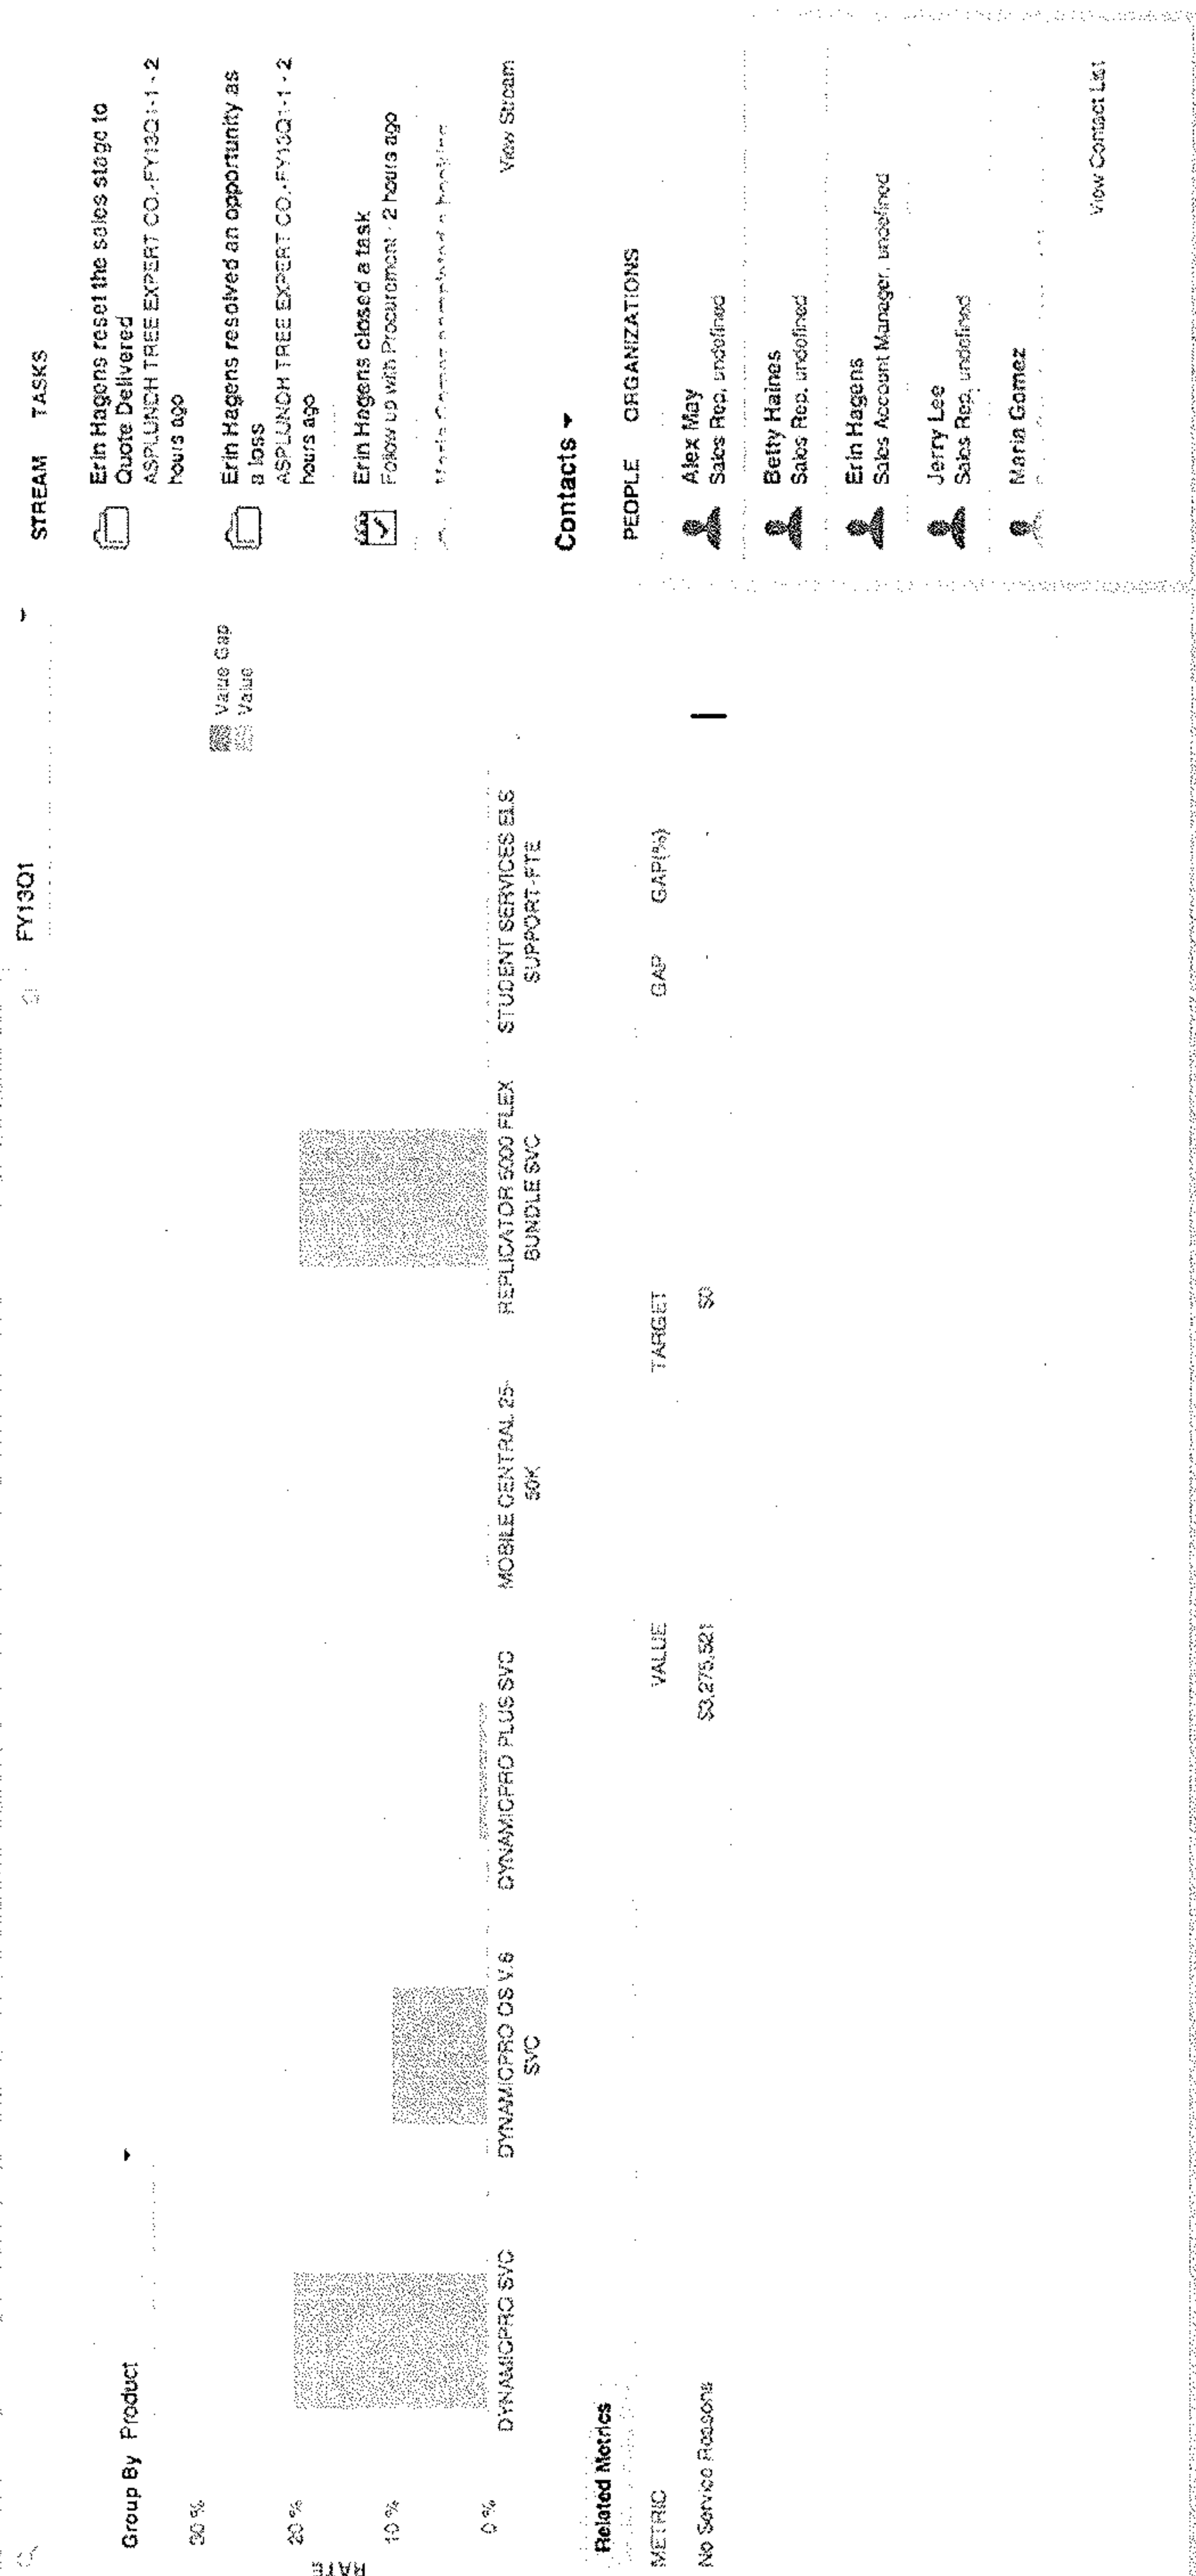 FY13Q1
Group By Product
Value Gap
Value
30 %
20 %
10 %
0 %
RATE
DYNAMICPRO SVC
DYNAMICPRO OS V.6
SVC
DYNAMICPRO PLUS SVC
MOBILE CENTRAL 25-
50K
REPLICATOR 5000 FLEX
BUNDLE SVC
STUDENT SERVICES ELS
SUPPORT-FTE
Related Metrics
METRIC VALUE TARGET GAP GAP(%)
No Service Reasons $3,275,521 $0 - -
STREAM TASKS
Erin Hagens reset the sales stage to
Quote Delivered
ASPLUNDH TREE EXPERT CO.-FY13Q1-1 - 2
hours ago
Erin Hagens resolved an opportunity as
a loss
ASPLUNDH TREE EXPERT CO.-FY13Q1-1 - 2
hours ago
Erin Hagens closed a task
Follow up with Procurement - 2 hours ago
Maria Gomez completed a
View Stream
Contacts
PEOPLE ORGANIZATIONS
Alex May
Sales Rep, undefined
Betty Haines
Sales Rep, undefined
Erin Hagens
Sales Account Manager, undefined
Jerry Lee
Sales Rep, undefined
Maria Gomez
View Contact List